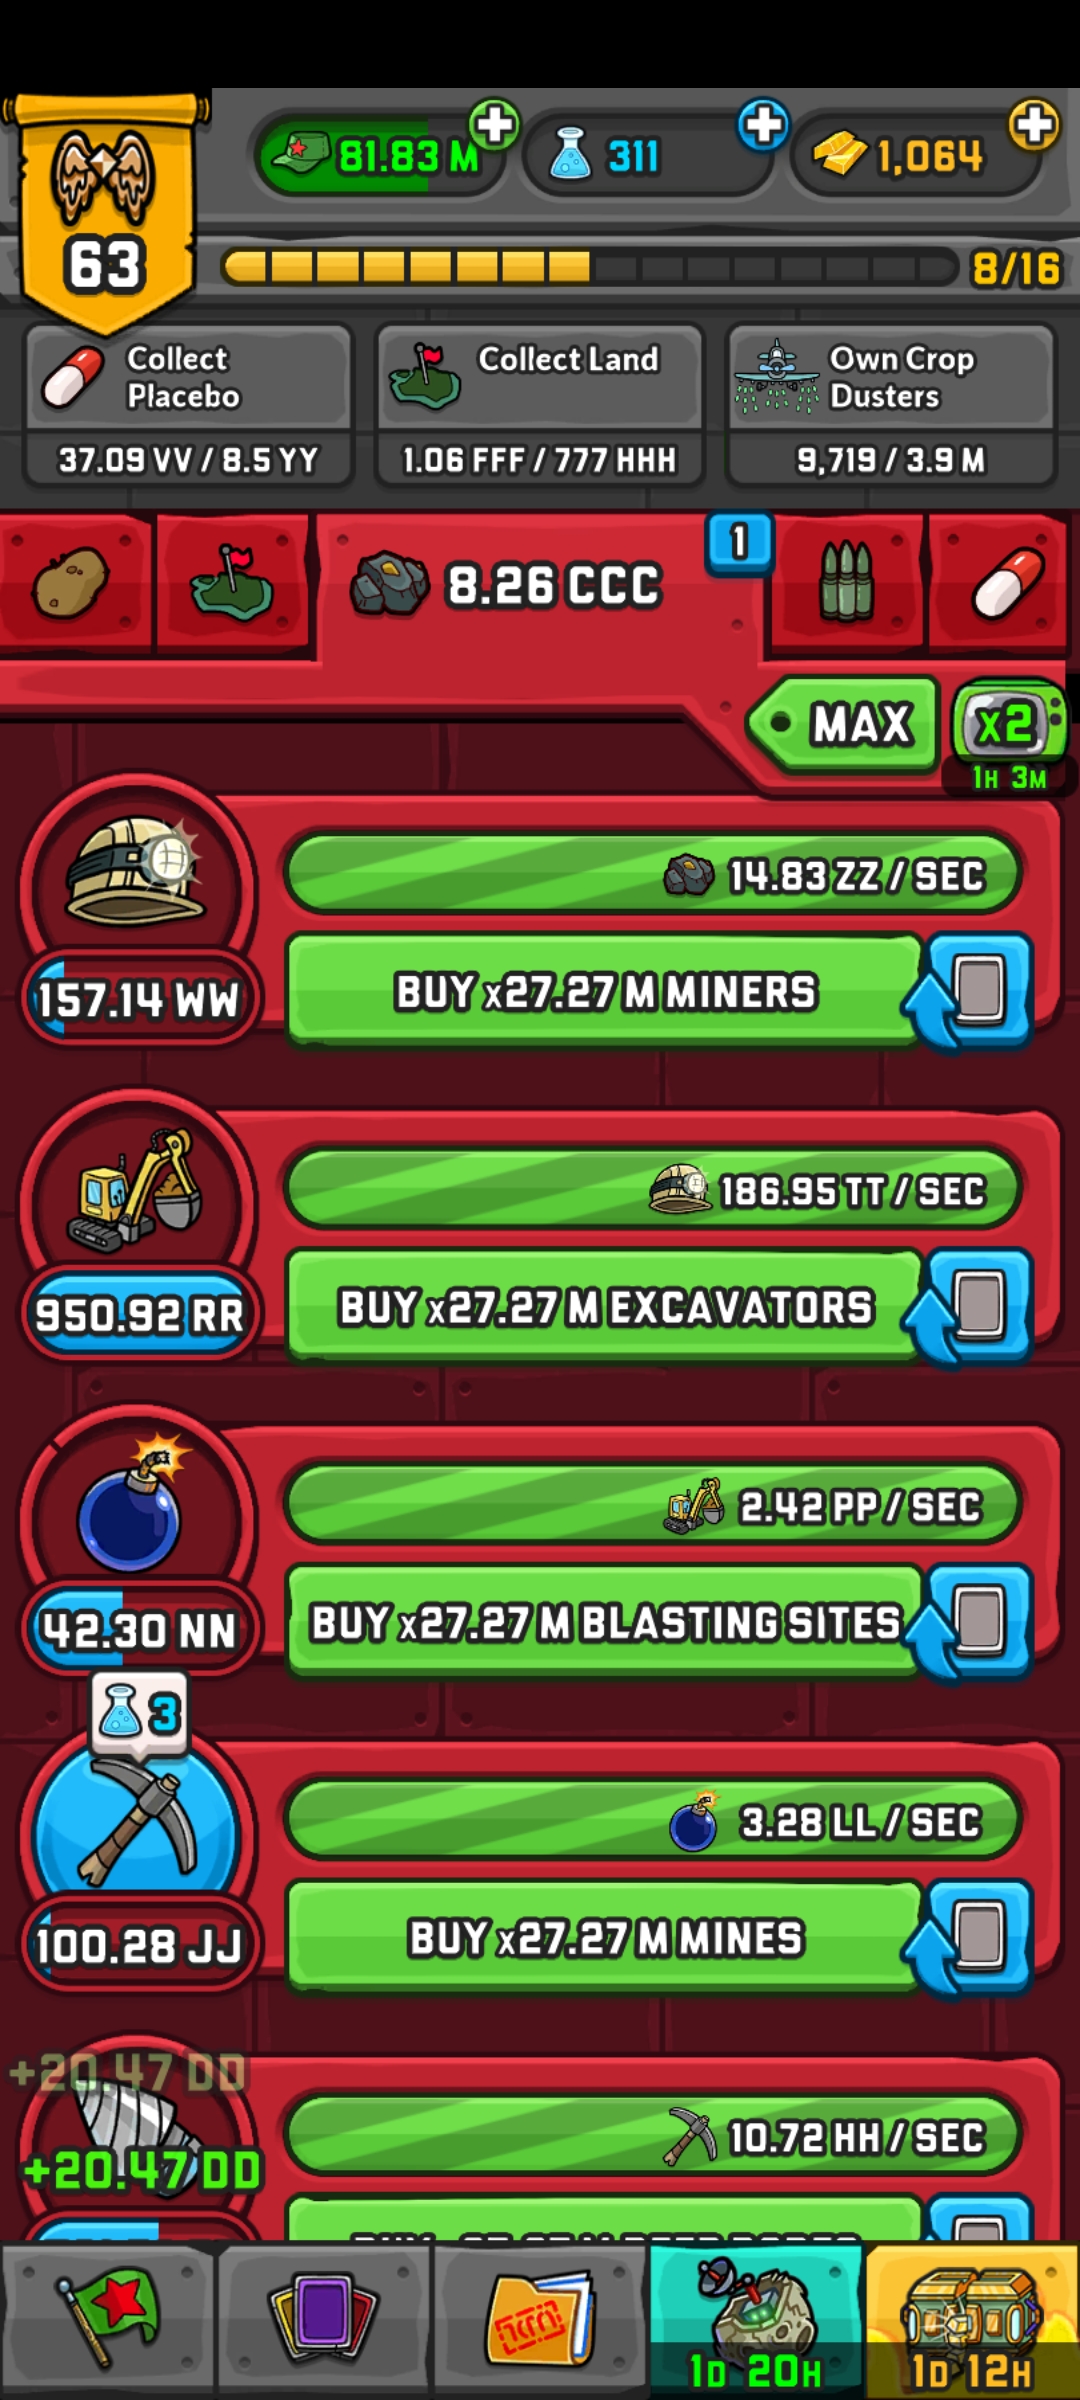 81.83 M
311
1,064
63
8/16
Collect Placebo
37.09 VV / 8.5 YY
Collect Land
1.06 FFF / 777 HHH
Own Crop Dusters
9,719 / 3.9 M
8.26 CCC
1
MAX
x2
1H 3M
14.83 ZZ / SEC
157.14 WW
BUY x27.27 M MINERS
186.95 TT / SEC
950.92 RR
BUY x27.27 M EXCAVATORS
2.42 PP / SEC
42.30 NN
BUY x27.27 M BLASTING SITES
3
3.28 LL / SEC
100.28 JJ
BUY x27.27 M MINES
+20.47 DD
10.72 HH / SEC
+20.47 DD
1D 20H
1D 12H